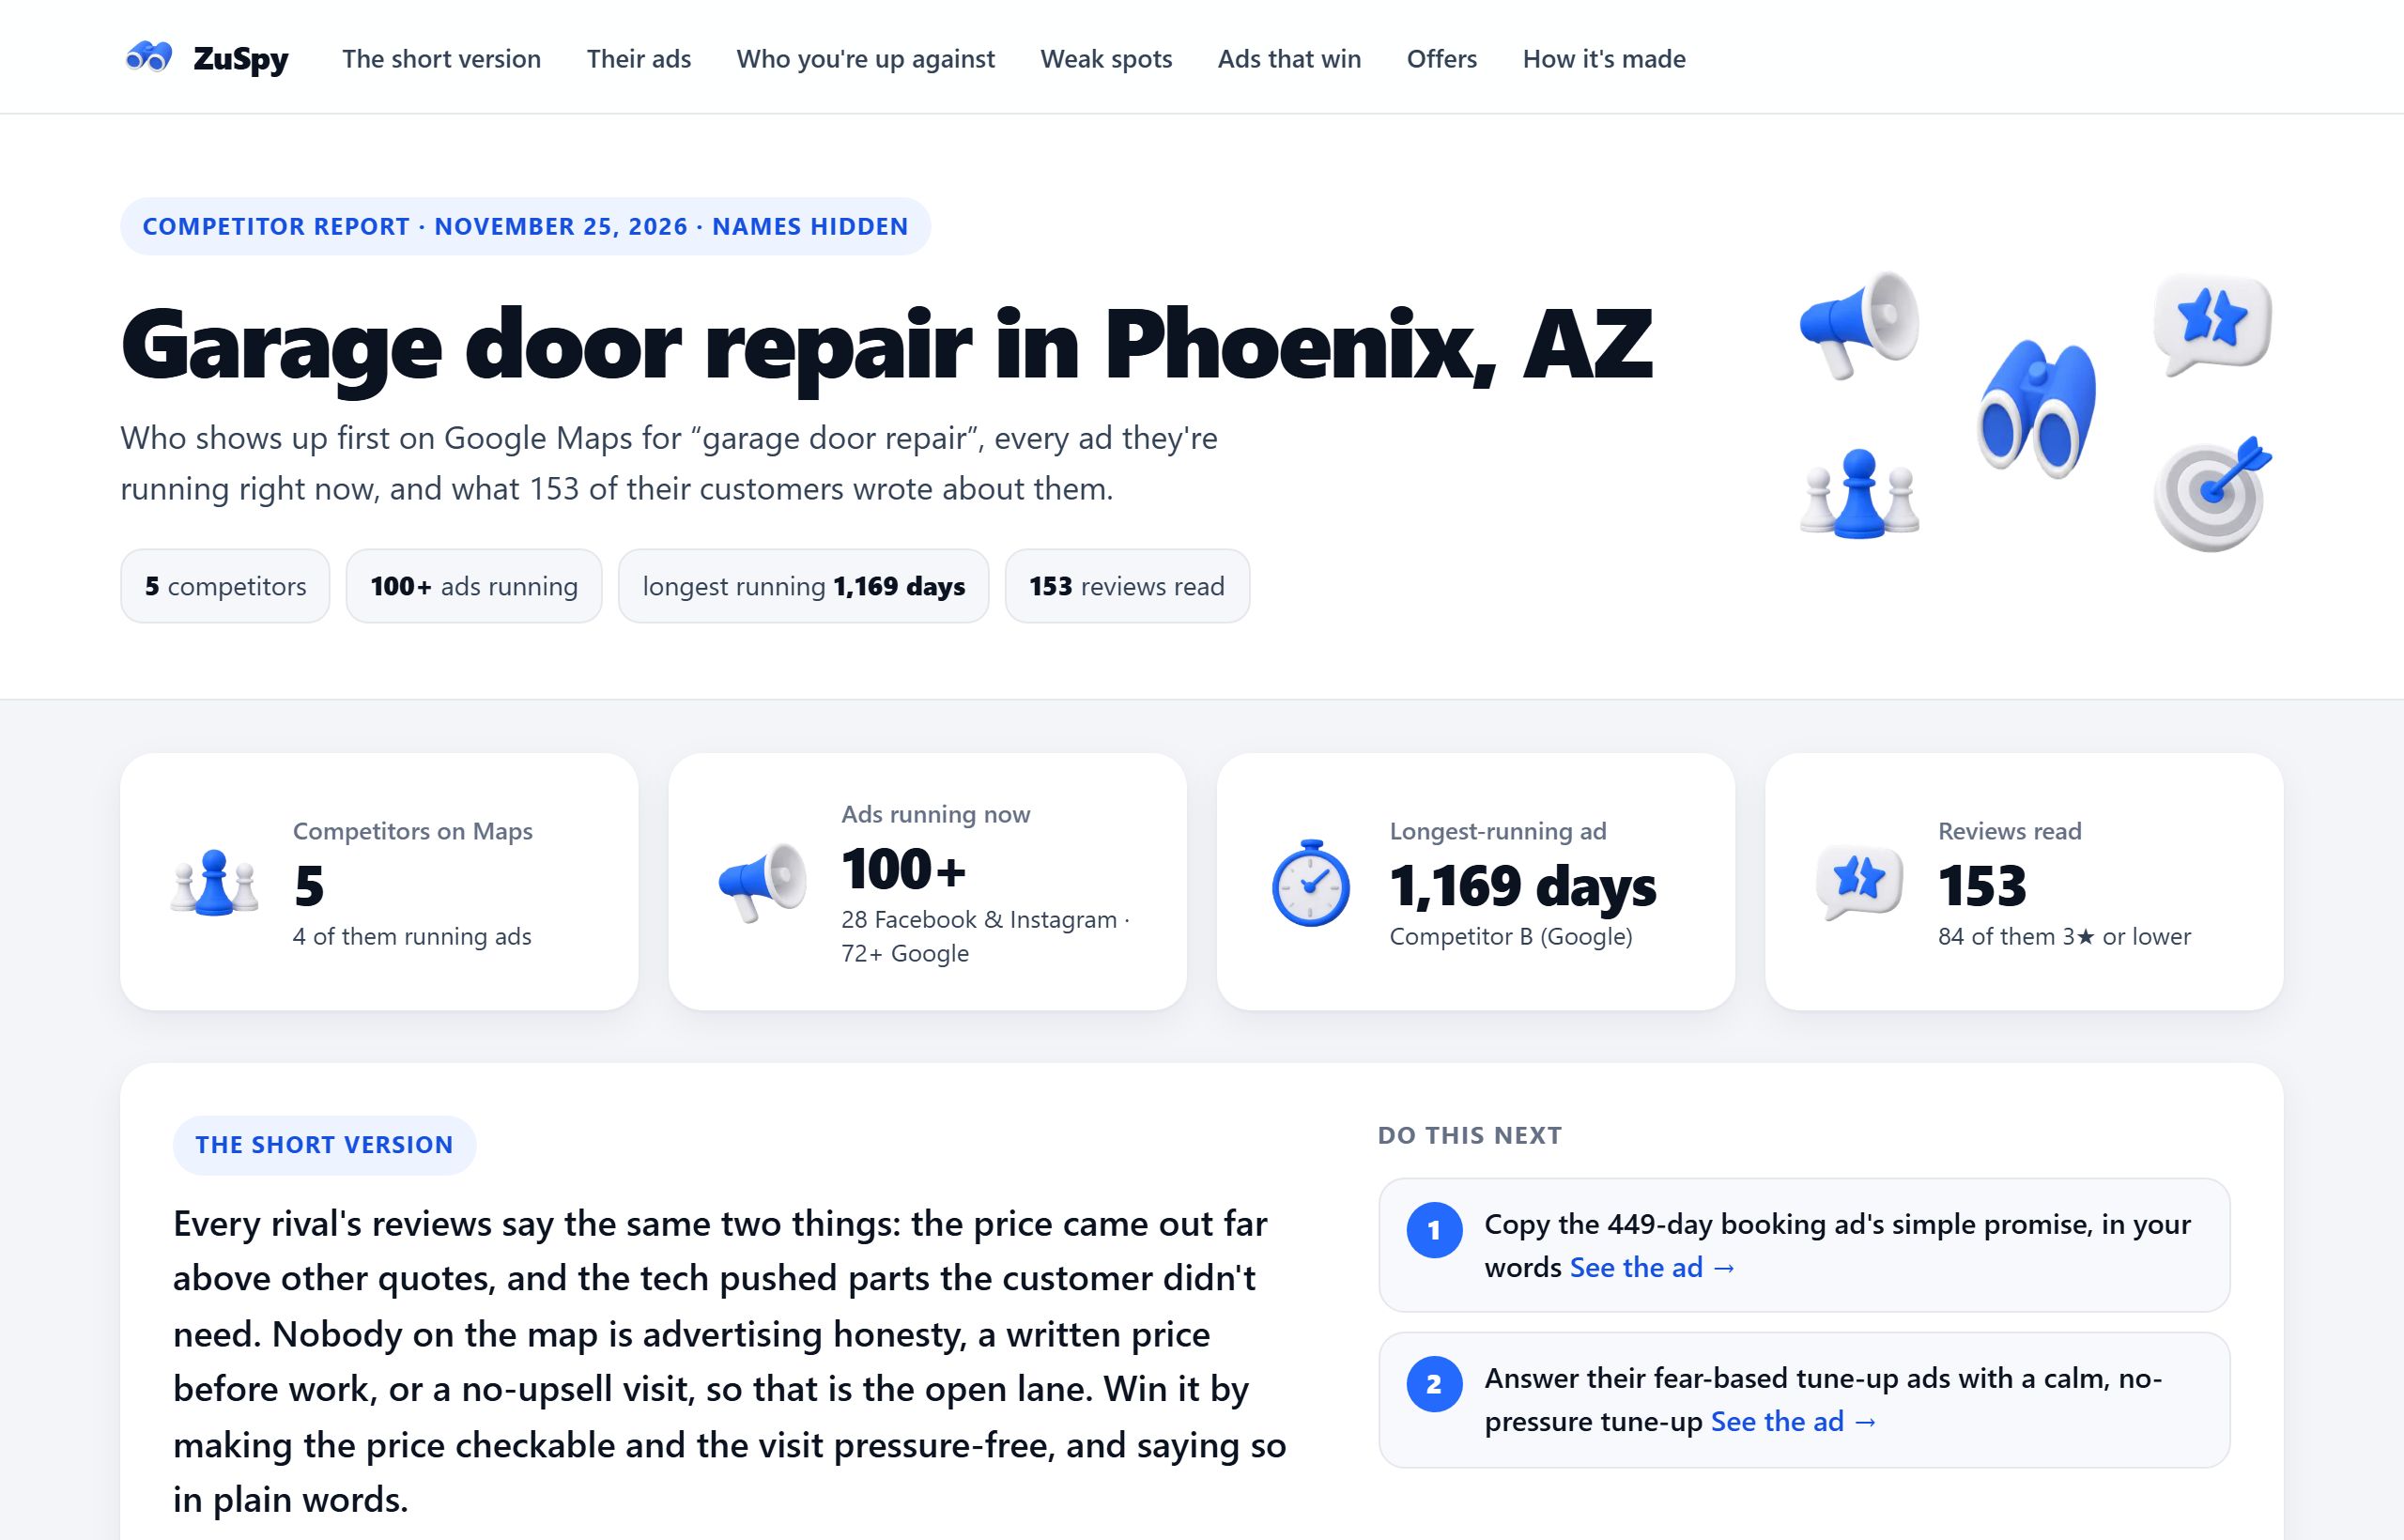 ZuSpy
The short version
Their ads
Who you're up against
Weak spots
Ads that win
Offers
How it's made
COMPETITOR REPORT · NOVEMBER 25, 2026 · NAMES HIDDEN
Garage door repair in Phoenix, AZ
Who shows up first on Google Maps for “garage door repair”, every ad they're
running right now, and what 153 of their customers wrote about them.
5 competitors
100+ ads running
longest running 1,169 days
153 reviews read
Competitors on Maps
5
4 of them running ads
Ads running now
100+
28 Facebook & Instagram ·
72+ Google
Longest-running ad
1,169 days
Competitor B (Google)
Reviews read
153
84 of them 3★ or lower
THE SHORT VERSION
Every rival's reviews say the same two things: the price came out far
above other quotes, and the tech pushed parts the customer didn't
need. Nobody on the map is advertising honesty, a written price
before work, or a no-upsell visit, so that is the open lane. Win it by
making the price checkable and the visit pressure-free, and saying so
in plain words.
DO THIS NEXT
1
Copy the 449-day booking ad's simple promise, in your
words See the ad →
2
Answer their fear-based tune-up ads with a calm, no-
pressure tune-up See the ad →